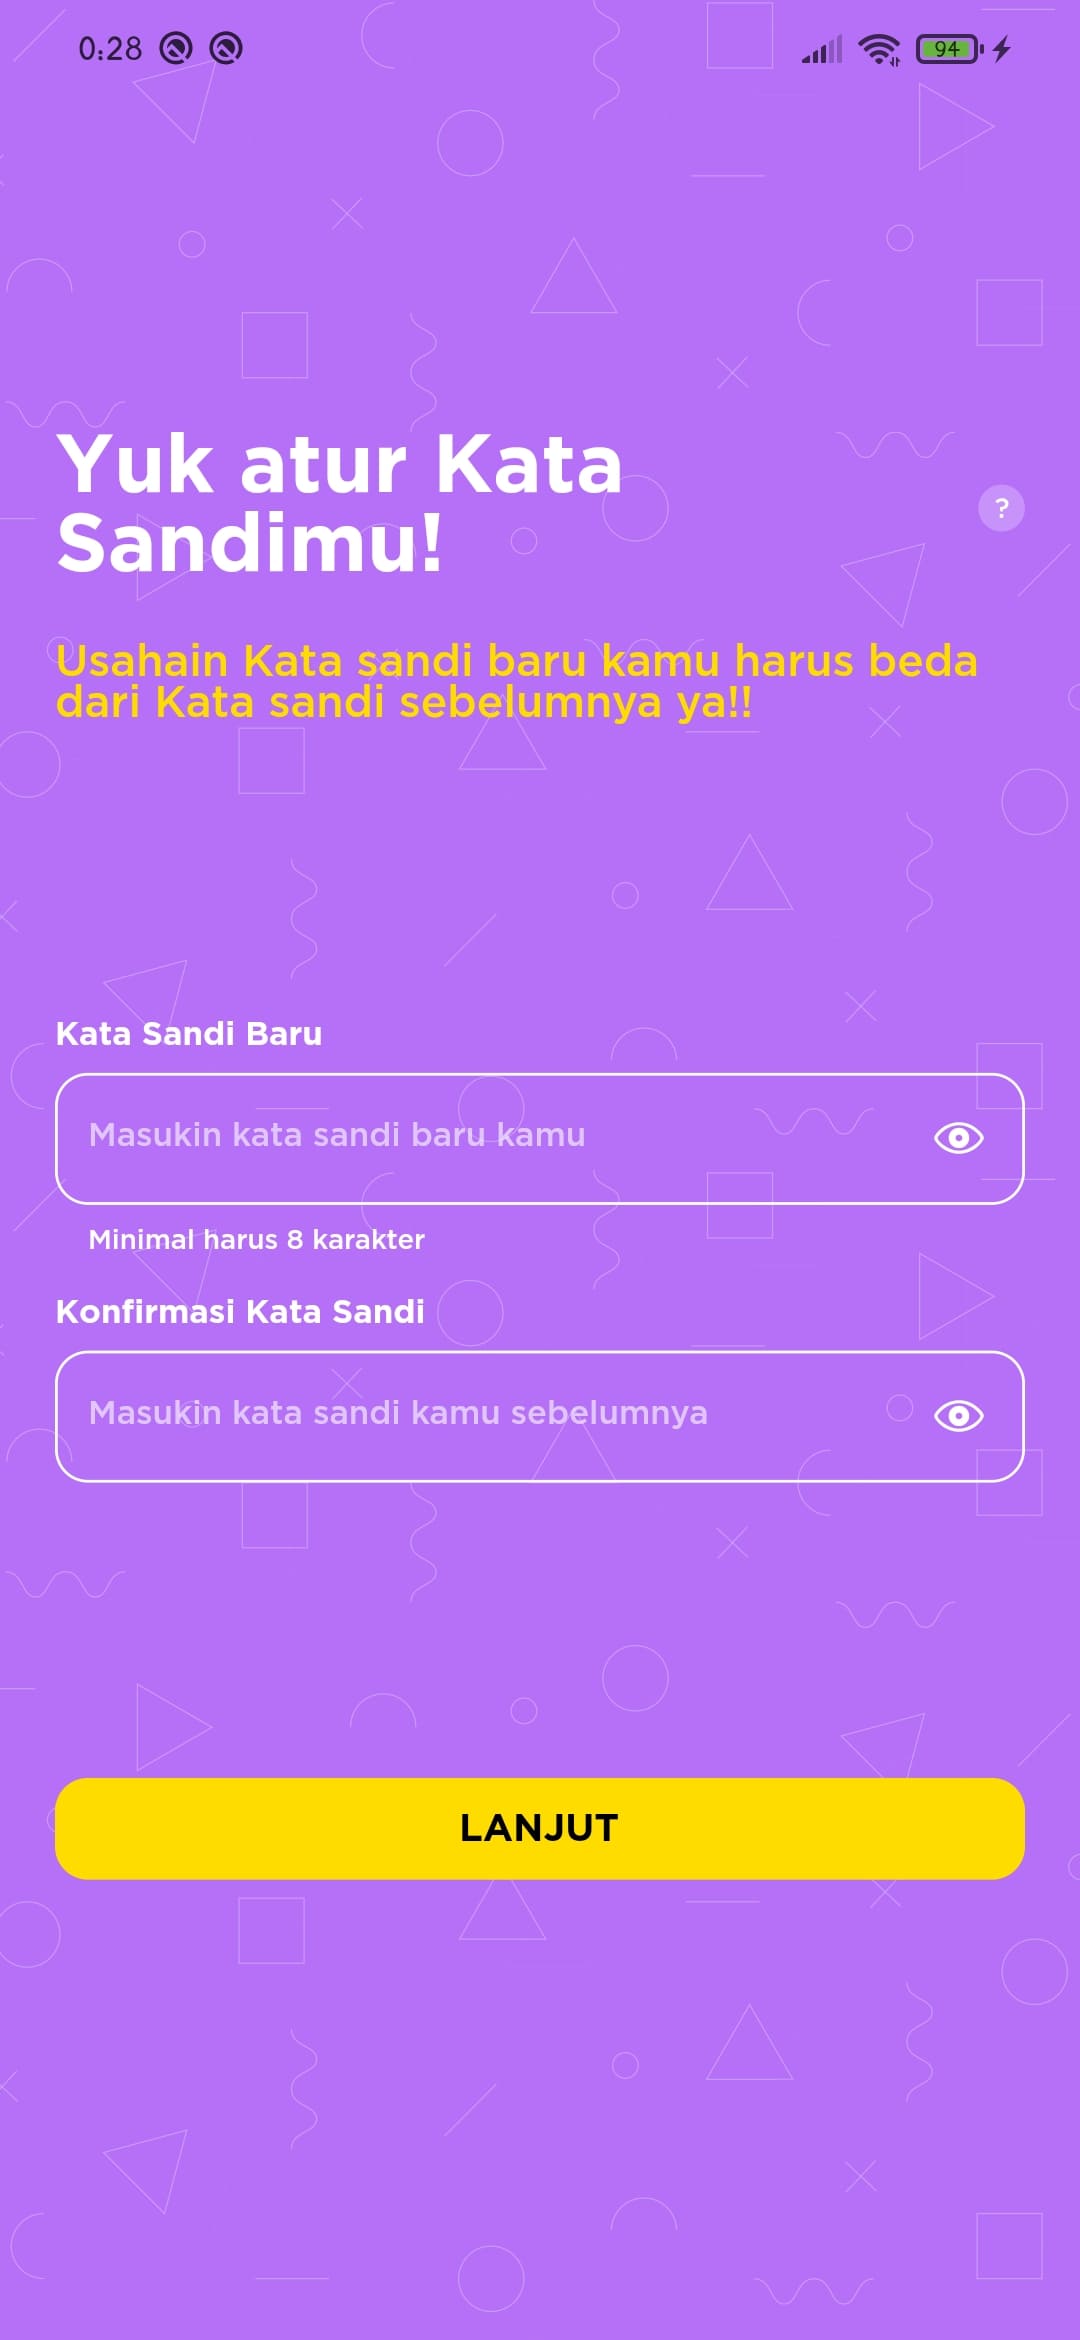 0:28
94
Yuk atur Kata
Sandimu!
?
Usahain Kata sandi baru kamu harus beda
dari Kata sandi sebelumnya ya!!
Kata Sandi Baru
Masukin kata sandi baru kamu
Minimal harus 8 karakter
Konfirmasi Kata Sandi
Masukin kata sandi kamu sebelumnya
LANJUT